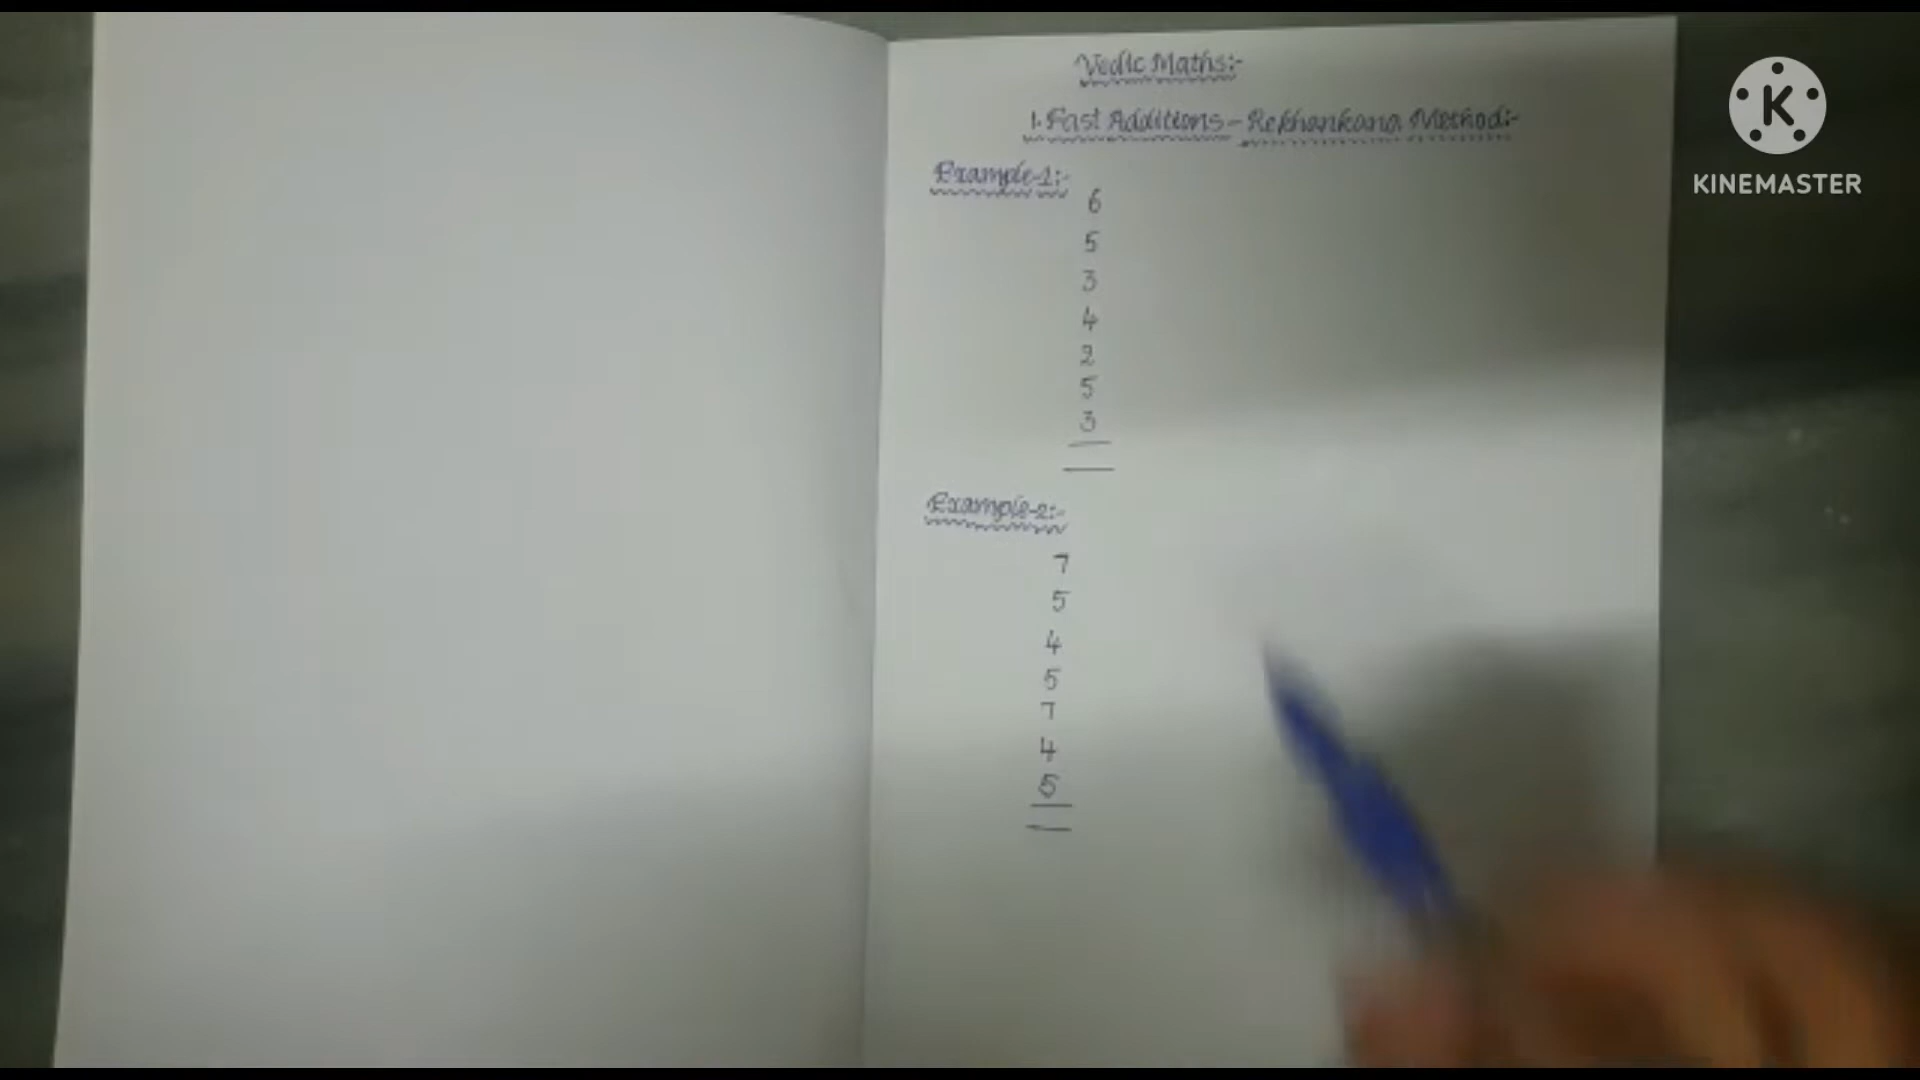 Vedic Maths:-
1. Fast Additions - Rekhankana Method:-
Example-1:-
6
5
3
4
2
5
3
Example-2:-
7
5
4
5
7
4
5
K
KINEMASTER